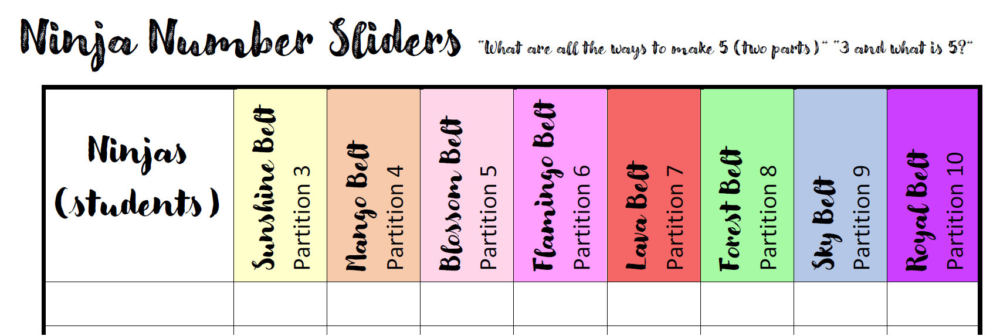 Ninja Number Sliders "What are all the ways to make 5 (two parts)" "3 and what is 5?"
Ninjas
(students)
Sunshine Belt
Partition 3
Mango Belt
Partition 4
Blossom Belt
Partition 5
Flamingo Belt
Partition 6
Lava Belt
Partition 7
Forest Belt
Partition 8
Sky Belt
Partition 9
Royal Belt
Partition 10